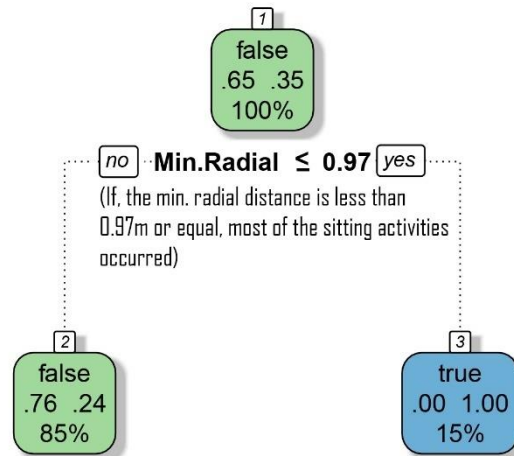 1
false
.65 .35
100%
no Min.Radial ≤ 0.97 yes
(If, the min. radial distance is less than
0.97m or equal, most of the sitting activities
occurred)
2
false
.76 .24
85%
3
true
.00 1.00
15%